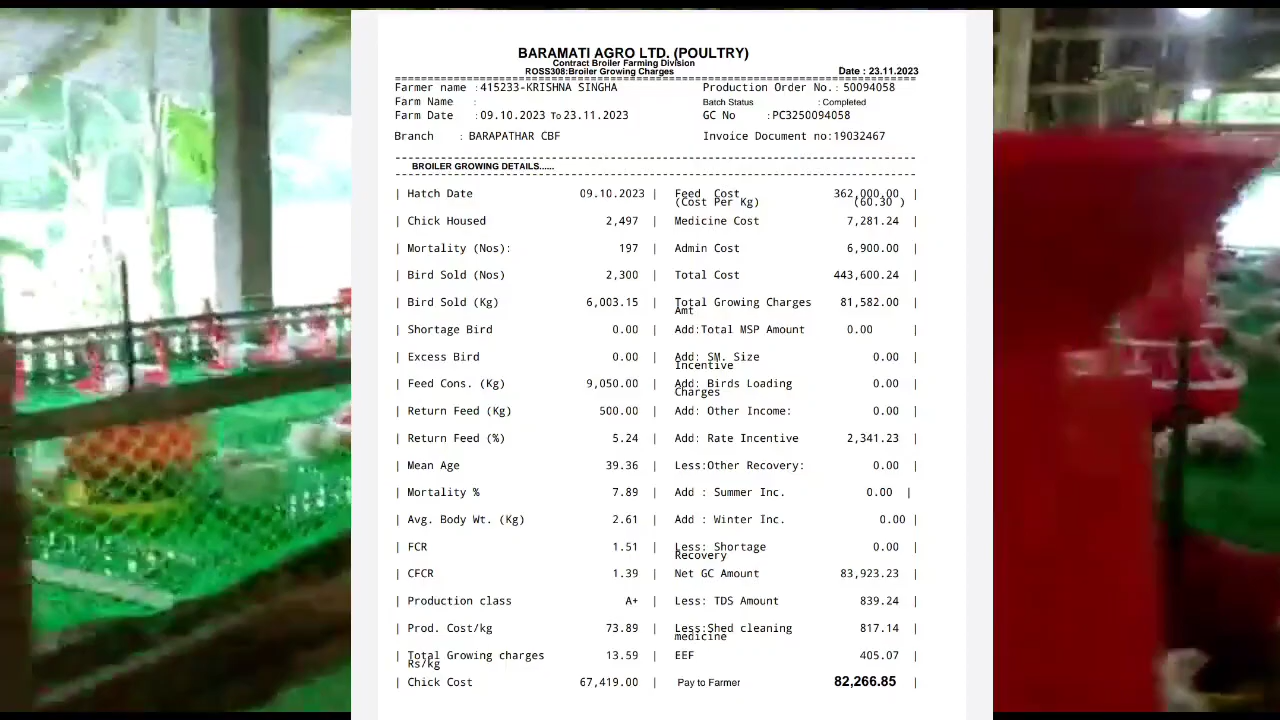 BARAMATI AGRO LTD. (POULTRY)
Contract Broiler Farming Division
ROSS308:Broiler Growing Charges Date : 23.11.2023
Farmer name :415233-KRISHNA SINGHA Production Order No.: 50094058
Farm Name : Batch Status : Completed
Farm Date :09.10.2023 To 23.11.2023 GC No :PC3250094058
Branch : BARAPATHAR CBF Invoice Document no:19032467
BROILER GROWING DETAILS......
| Hatch Date 09.10.2023 | Feed Cost 362,000.00 |
(Cost Per Kg) (60.30 )
| Chick Housed 2,497 | Medicine Cost 7,281.24 |
| Mortality (Nos): 197 | Admin Cost 6,900.00 |
| Bird Sold (Nos) 2,300 | Total Cost 443,600.24 |
| Bird Sold (Kg) 6,003.15 | Total Growing Charges 81,582.00 |
Amt
| Shortage Bird 0.00 | Add:Total MSP Amount 0.00 |
| Excess Bird 0.00 | Add: SM. Size 0.00 |
Incentive
| Feed Cons. (Kg) 9,050.00 | Add: Birds Loading 0.00 |
Charges
| Return Feed (Kg) 500.00 | Add: Other Income: 0.00 |
| Return Feed (%) 5.24 | Add: Rate Incentive 2,341.23 |
| Mean Age 39.36 | Less:Other Recovery: 0.00 |
| Mortality % 7.89 | Add : Summer Inc. 0.00 |
| Avg. Body Wt. (Kg) 2.61 | Add : Winter Inc. 0.00 |
| FCR 1.51 | Less: Shortage 0.00 |
Recovery
| CFCR 1.39 | Net GC Amount 83,923.23 |
| Production class A+ | Less: TDS Amount 839.24 |
| Prod. Cost/kg 73.89 | Less:Shed cleaning 817.14 |
medicine
| Total Growing charges 13.59 | EEF 405.07 |
Rs/kg
| Chick Cost 67,419.00 | Pay to Farmer 82,266.85 |